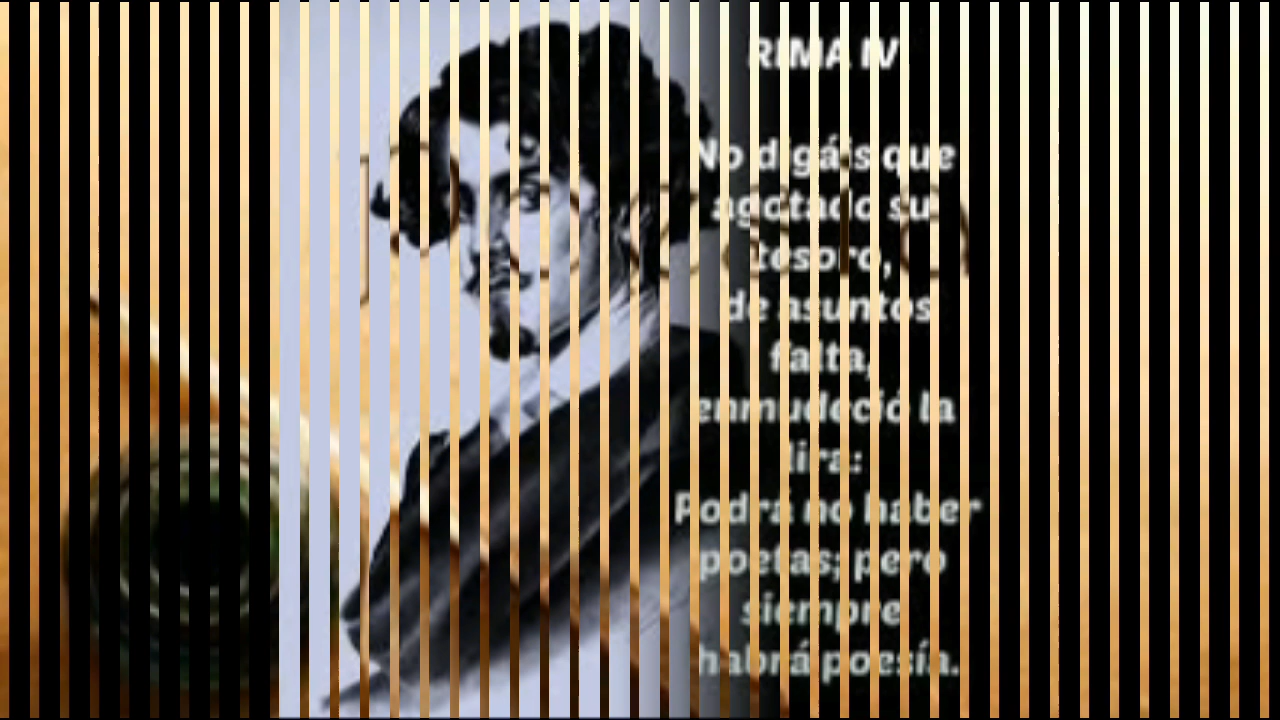 RIMA IV
No digáis que
agotado su
tesoro,
de asuntos
falta,
enmudeció la
lira:
Podrá no haber
poetas; pero
siempre
habrá poesía.